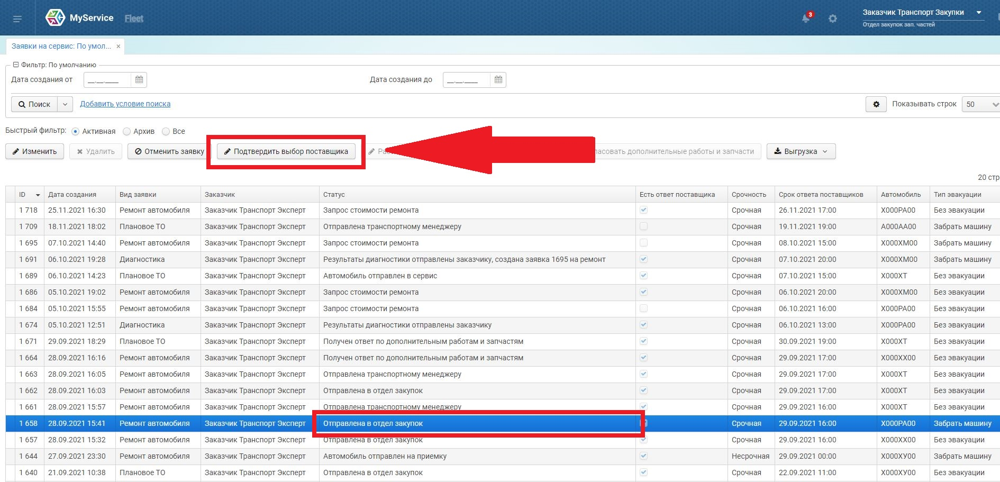 MyService Fleet 3 Заказчик Транспорт Закупки
Отдел закупок зап. частей
Заявки на сервис: По умол... ×
Фильтр: По умолчанию
Дата создания от __.__.____ Дата создания до __.__.____
Поиск Добавить условие поиска Показывать строк 50
Быстрый фильтр: Активная Архив Все
Изменить Удалить Отменить заявку Подтвердить выбор поставщика дополнительные работы и запчасти Выгрузка
20
ID Дата создания Вид заявки Заказчик Статус Есть ответ поставщика Срочность Срок ответа поставщиков Автомобиль Тип эвакуации
1 718 25.11.2021 16:30 Ремонт автомобиля Заказчик Транспорт Эксперт Запрос стоимости ремонта Срочная 26.11.2021 17:00 X000PA00 Без эвакуации
1 709 18.11.2021 18:02 Плановое ТО Заказчик Транспорт Эксперт Отправлена транспортному менеджеру Срочная 19.11.2021 19:00 A000AA00 Забрать машину
1 695 07.10.2021 14:40 Ремонт автомобиля Заказчик Транспорт Эксперт Запрос стоимости ремонта Срочная 08.10.2021 15:00 X000XM00 Забрать машину
1 691 06.10.2021 19:28 Диагностика Заказчик Транспорт Эксперт Результаты диагностики отправлены заказчику, создана заявка 1695 на ремонт Срочная 07.10.2021 20:00 X000XM00 Забрать машину
1 689 06.10.2021 14:23 Плановое ТО Заказчик Транспорт Эксперт Автомобиль отправлен в сервис Срочная 07.10.2021 15:00 X000XT Без эвакуации
1 686 05.10.2021 19:02 Ремонт автомобиля Заказчик Транспорт Эксперт Запрос стоимости ремонта Срочная 06.10.2021 20:00 X000XM00 Без эвакуации
1 684 05.10.2021 15:55 Ремонт автомобиля Заказчик Транспорт Эксперт Запрос стоимости ремонта Срочная 06.10.2021 16:00 X000PA00 Без эвакуации
1 674 05.10.2021 12:51 Диагностика Заказчик Транспорт Эксперт Результаты диагностики отправлены заказчику Срочная 06.10.2021 13:00 X000PA00 Без эвакуации
1 671 29.09.2021 18:29 Плановое ТО Заказчик Транспорт Эксперт Получен ответ по дополнительным работам и запчастям Срочная 30.09.2021 19:00 X000XT Без эвакуации
1 664 28.09.2021 16:16 Ремонт автомобиля Заказчик Транспорт Эксперт Получен ответ по дополнительным работам и запчастям Срочная 29.09.2021 17:00 X000XX00 Без эвакуации
1 663 28.09.2021 16:05 Ремонт автомобиля Заказчик Транспорт Эксперт Отправлена транспортному менеджеру Срочная 29.09.2021 17:00 X000XT Без эвакуации
1 662 28.09.2021 16:03 Ремонт автомобиля Заказчик Транспорт Эксперт Отправлена в отдел закупок Срочная 29.09.2021 17:00 X000XT Без эвакуации
1 661 28.09.2021 15:57 Ремонт автомобиля Заказчик Транспорт Эксперт Отправлена транспортному менеджеру Срочная 29.09.2021 16:00 X000XT Без эвакуации
1 658 28.09.2021 15:41 Ремонт автомобиля Заказчик Транспорт Эксперт Отправлена в отдел закупок Срочная 29.09.2021 16:00 X000PA00 Забрать машину
1 657 28.09.2021 15:32 Ремонт автомобиля Заказчик Транспорт Эксперт Отправлена в отдел закупок Срочная 29.09.2021 16:00 X000XX00 Без эвакуации
1 644 27.09.2021 23:30 Ремонт автомобиля Заказчик Транспорт Эксперт Автомобиль отправлен на приемку Несрочная 29.09.2021 00:00 X000XУ00 Забрать машину
1 640 21.09.2021 10:38 Плановое ТО Заказчик Транспорт Эксперт Отправлена в отдел закупок Срочная 22.09.2021 11:00 X000XУ00 Без эвакуации